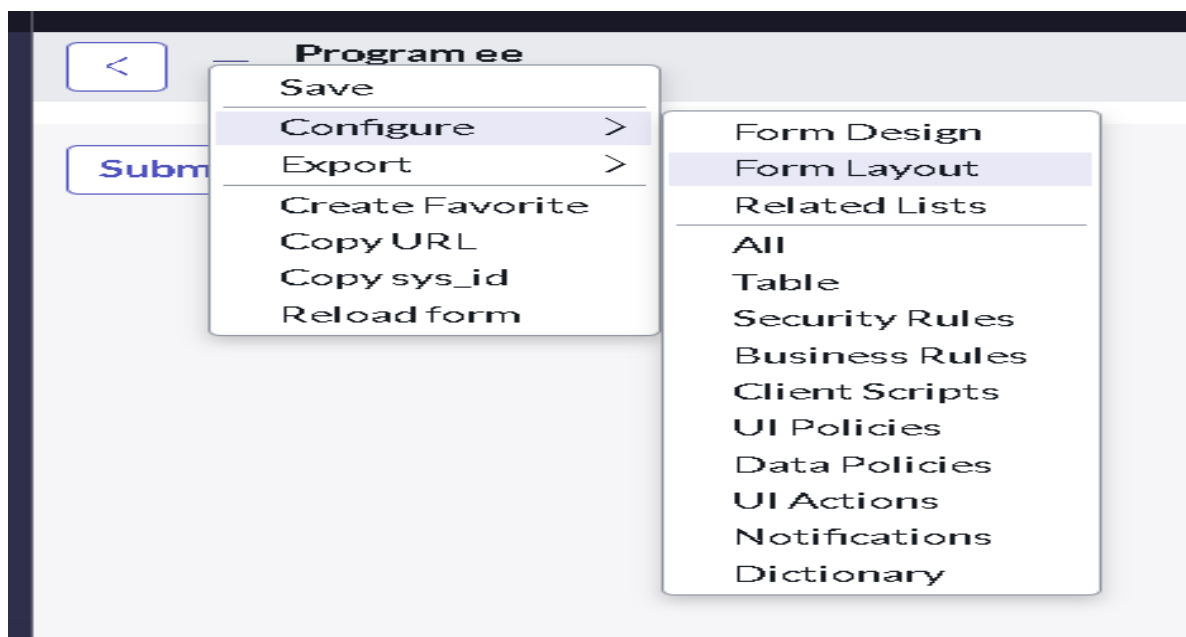 <
Program ee
Save
Configure >
Export >
Create Favorite
Copy URL
Copy sys_id
Reload form
Subm
Form Design
Form Layout
Related Lists
All
Table
Security Rules
Business Rules
Client Scripts
UI Policies
Data Policies
UI Actions
Notifications
Dictionary